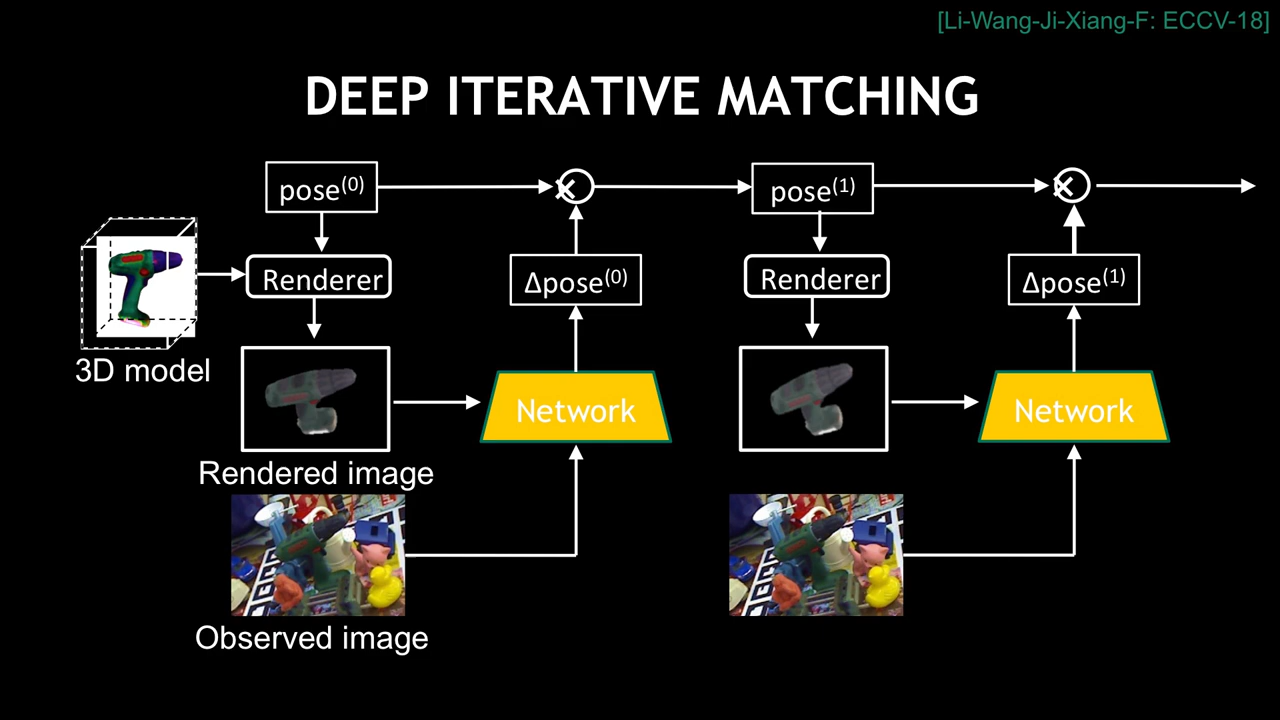 [Li-Wang-Ji-Xiang-F: ECCV-18]
DEEP ITERATIVE MATCHING
pose⁽⁰⁾
pose⁽¹⁾
Renderer
Δpose⁽⁰⁾
Renderer
Δpose⁽¹⁾
3D model
Network
Network
Rendered image
Observed image